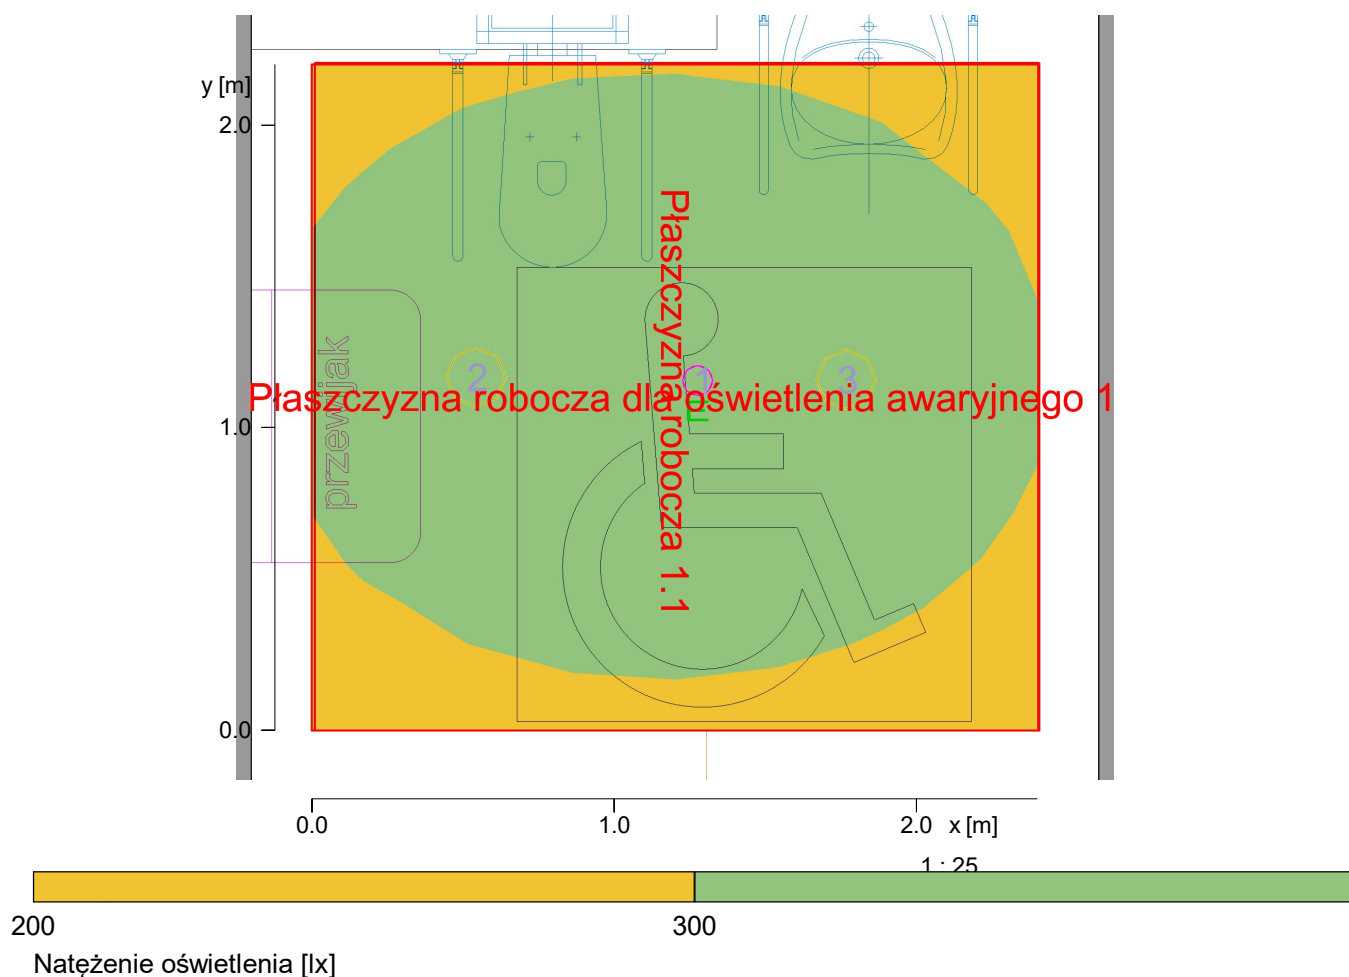 y [m]
2.0
Płaszczyzna robocza 1.1
przewijak
2
1
3
Płaszczyzna robocza dla oświetlenia awaryjnego 1
1.0
0.0
0.0
1.0
2.0
x [m]
1 : 25
200
300
Natężenie oświetlenia [lx]